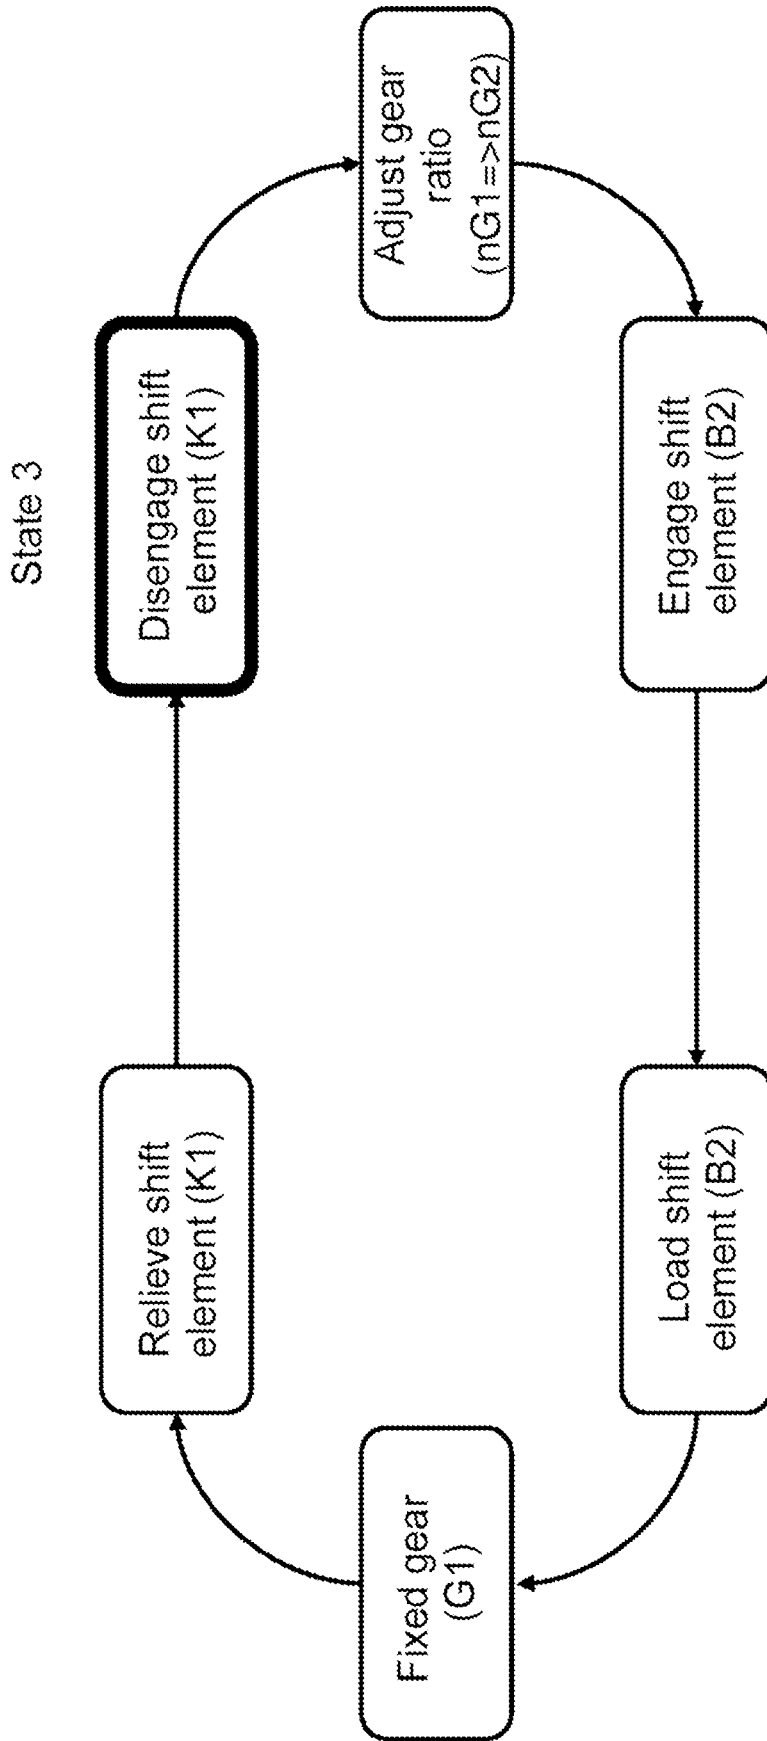 State 3
Relieve shift
element (K1)
Disengage shift
element (K1)
Fixed gear
(G1)
Adjust gear
ratio
(nG1=>nG2)
Load shift
element (B2)
Engage shift
element (B2)